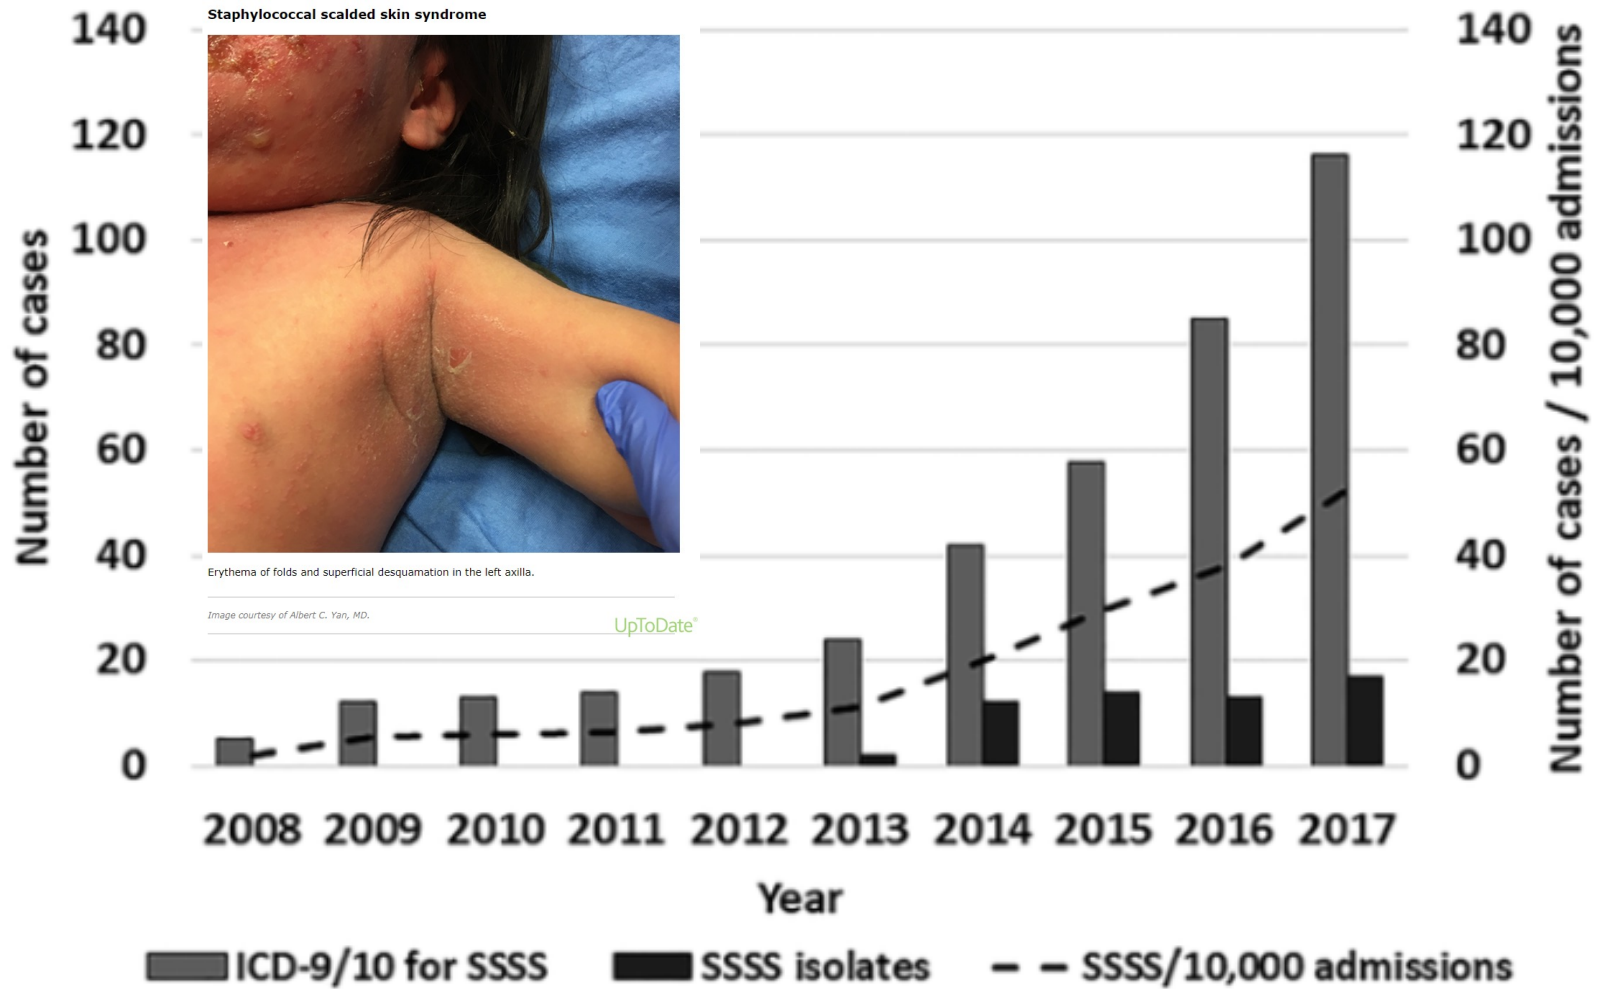 Staphylococcal scalded skin syndrome
140
120
100
80
60
40
20
0
Number of cases
140
120
100
80
60
40
20
0
Number of cases / 10,000 admissions
Erythema of folds and superficial desquamation in the left axilla.
Image courtesy of Albert C. Yan, MD.
UpToDate®
2008 2009 2010 2011 2012 2013 2014 2015 2016 2017
Year
ICD-9/10 for SSSS SSSS isolates SSSS/10,000 admissions